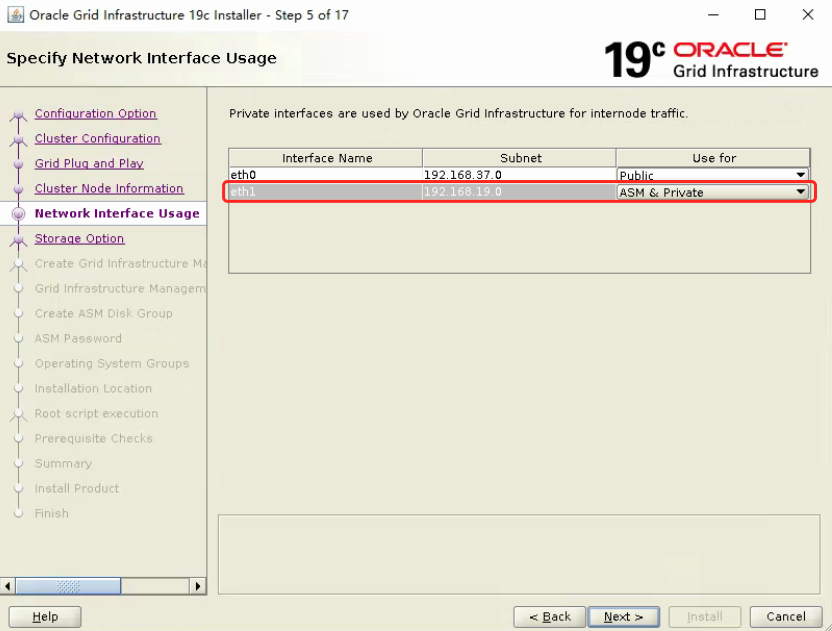 Oracle Grid Infrastructure 19c Installer - Step 5 of 17
Specify Network Interface Usage
19c ORACLE
Grid Infrastructure
Configuration Option
Cluster Configuration
Grid Plug and Play
Cluster Node Information
Network Interface Usage
Storage Option
Create Grid Infrastructure Ma
Grid Infrastructure Managem
Create ASM Disk Group
ASM Password
Operating System Groups
Installation Location
Root script execution
Prerequisite Checks
Summary
Install Product
Finish
Private interfaces are used by Oracle Grid Infrastructure for internode traffic.
Interface Name Subnet Use for
eth0 192.168.37.0 Public
eth1 192.168.19.0 ASM & Private
Help < Back Next > Install Cancel